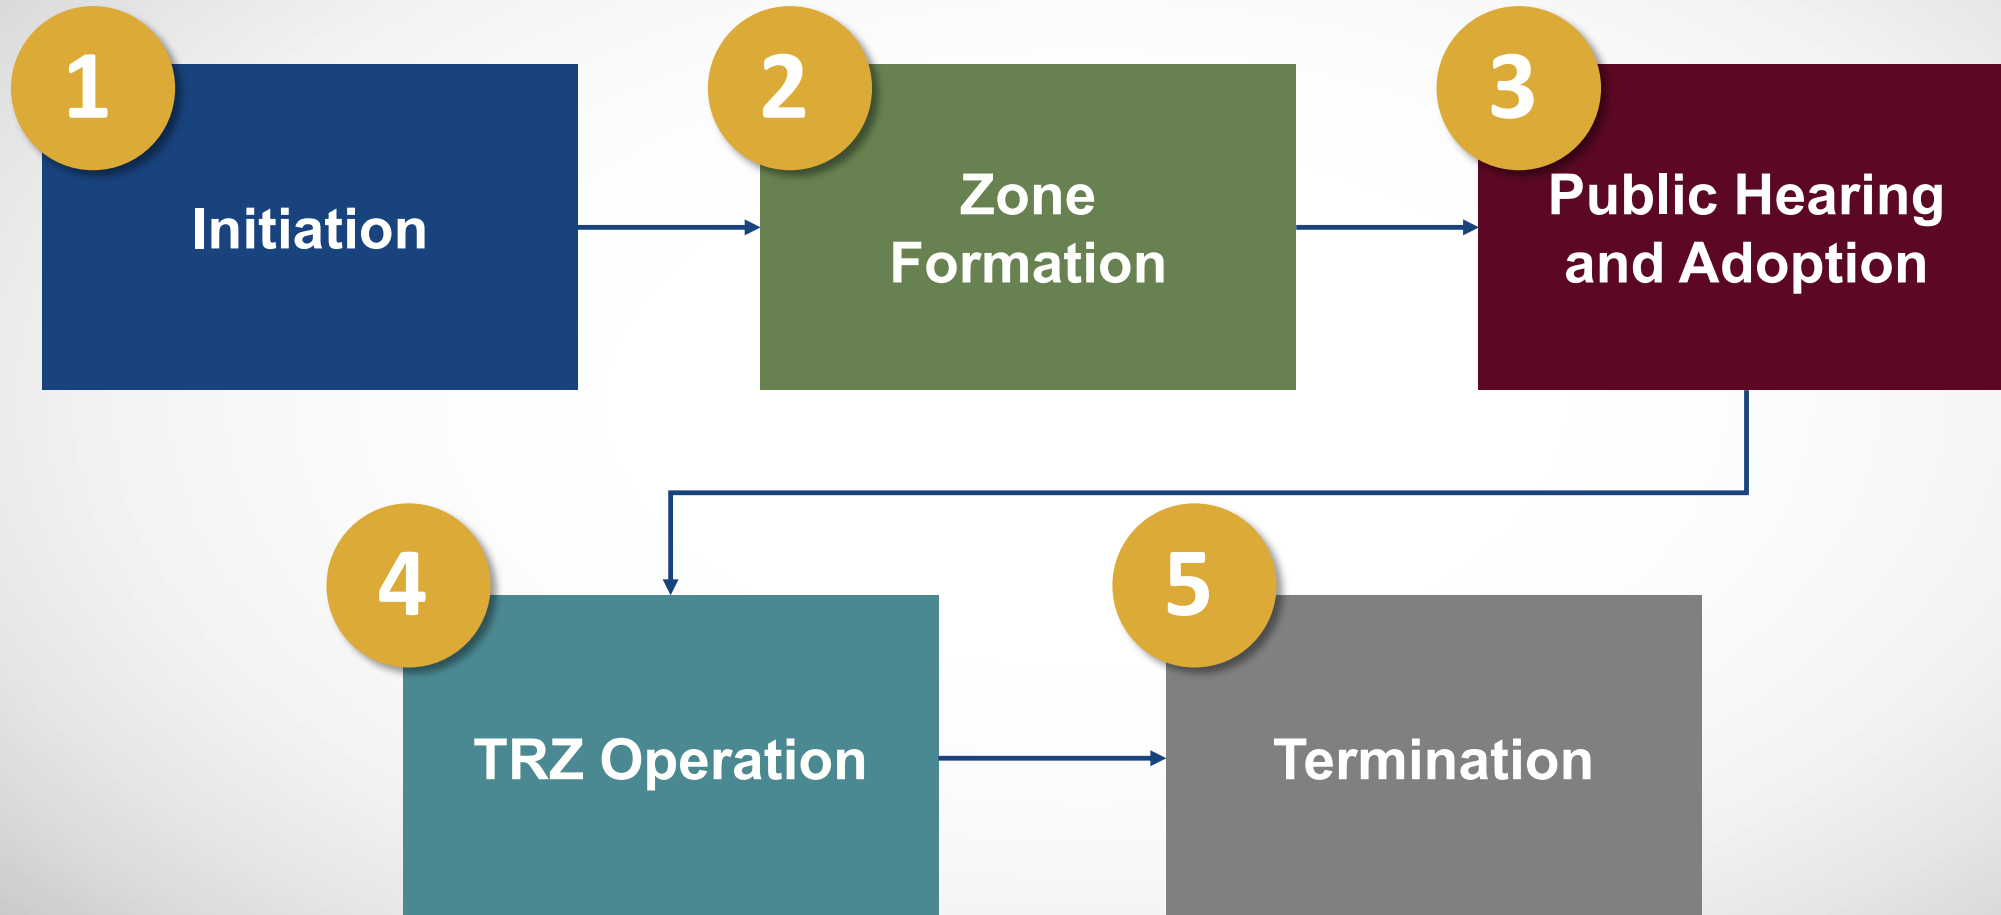 1
Initiation
2
Zone
Formation
3
Public Hearing
and Adoption
4
TRZ Operation
5
Termination